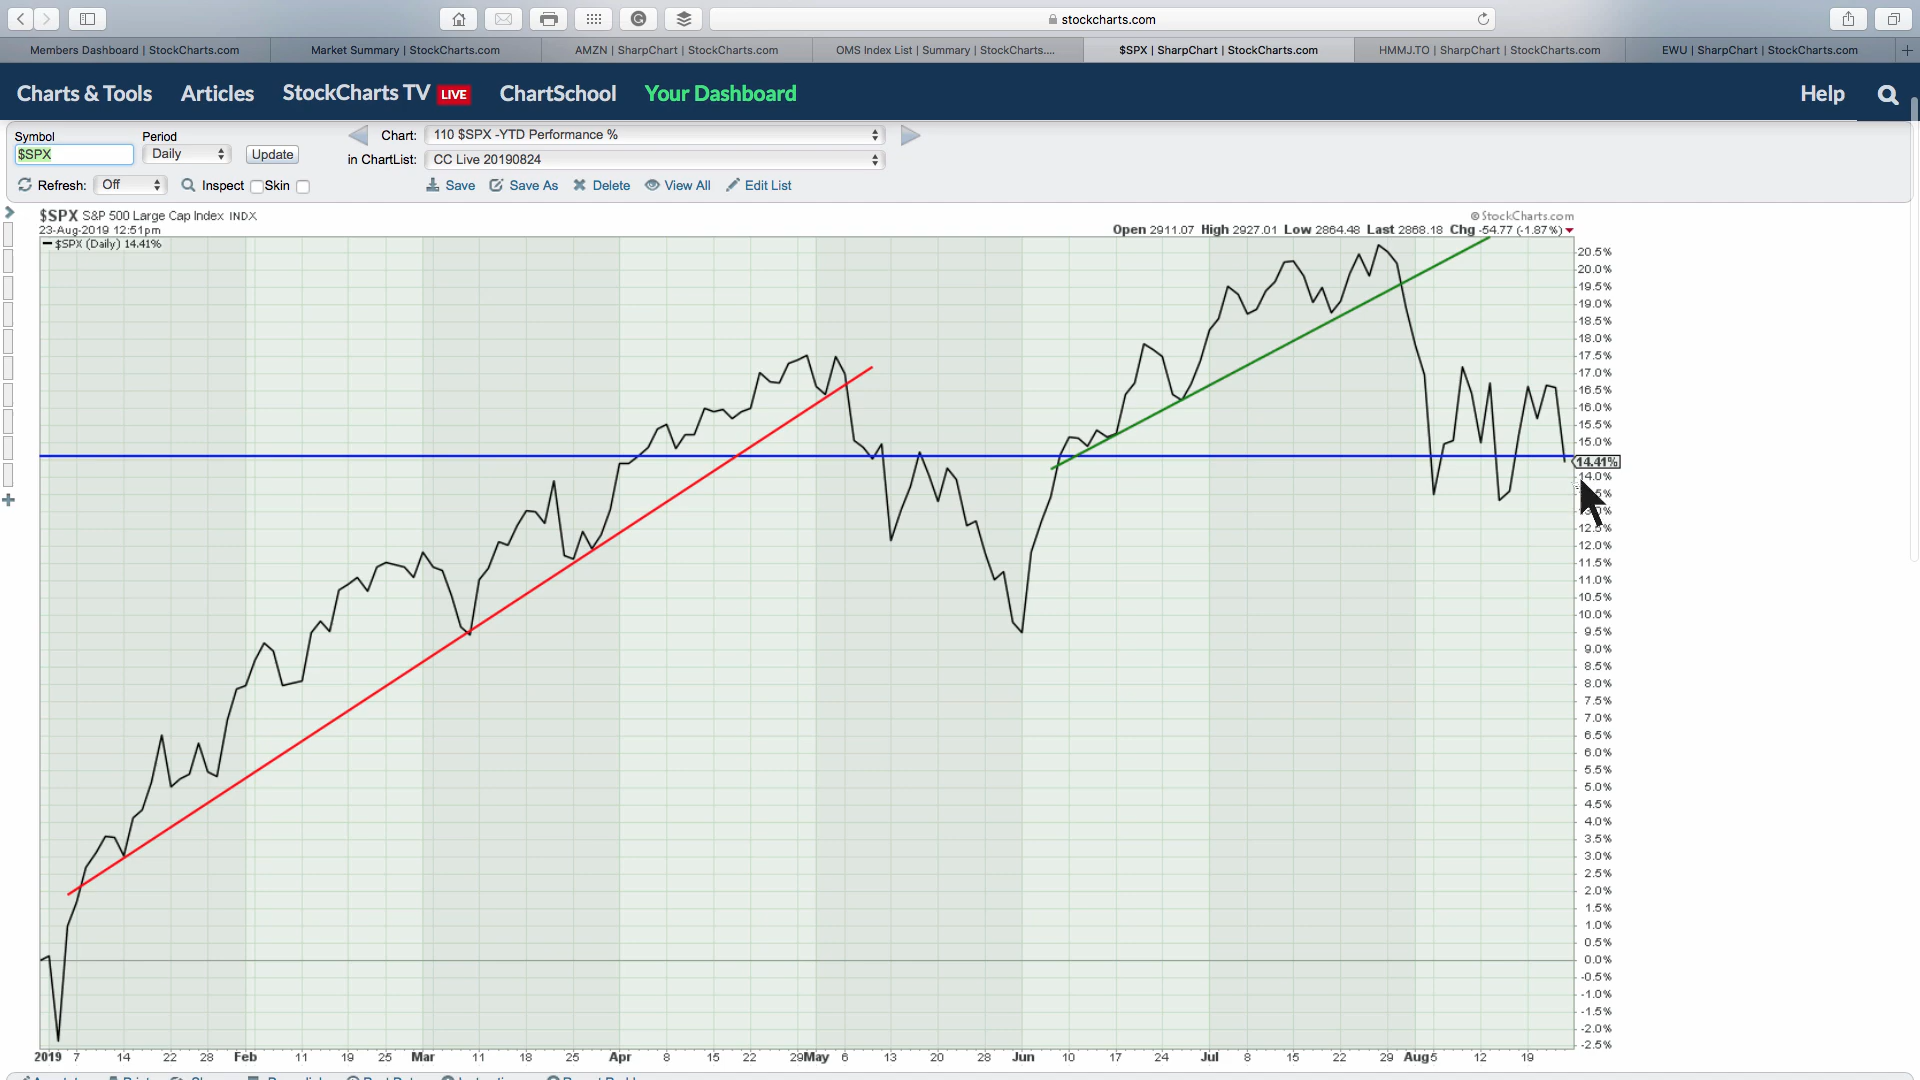 stockcharts.com
Members Dashboard | StockCharts.com
Market Summary | StockCharts.com
AMZN | SharpChart | StockCharts.com
OMS Index List | Summary | StockCharts....
$SPX | SharpChart | StockCharts.com
HMMJ.TO | SharpChart | StockCharts.com
EWU | SharpChart | StockCharts.com
Charts & Tools
Articles
StockCharts TV LIVE
ChartSchool
Your Dashboard
Help
Symbol
Period
Chart: 110 $SPX -YTD Performance %
$SPX
Daily
Update
in ChartList: CC Live 20190824
Refresh: Off
Inspect
Skin
Save
Save As
Delete
View All
Edit List
$SPX S&P 500 Large Cap Index INDX
© StockCharts.com
23-Aug-2019 12:51pm
Open 2911.07 High 2927.01 Low 2864.48 Last 2868.18 Chg -54.77 (-1.87%)
$SPX (Daily) 14.41%
20.5%
20.0%
19.5%
19.0%
18.5%
18.0%
17.5%
17.0%
16.5%
16.0%
15.5%
15.0%
14.41%
14.0%
12.0%
11.5%
11.0%
10.5%
10.0%
9.5%
9.0%
8.5%
8.0%
7.5%
7.0%
6.5%
6.0%
5.5%
5.0%
4.5%
4.0%
3.5%
3.0%
2.5%
2.0%
1.5%
1.0%
0.5%
0.0%
-0.5%
-1.0%
-1.5%
-2.0%
-2.5%
2019 7 14 22 28 Feb 11 19 25 Mar 11 18 25 Apr 8 15 22 29 May 6 13 20 28 Jun 10 17 24 Jul 8 15 22 29 Aug 5 12 19